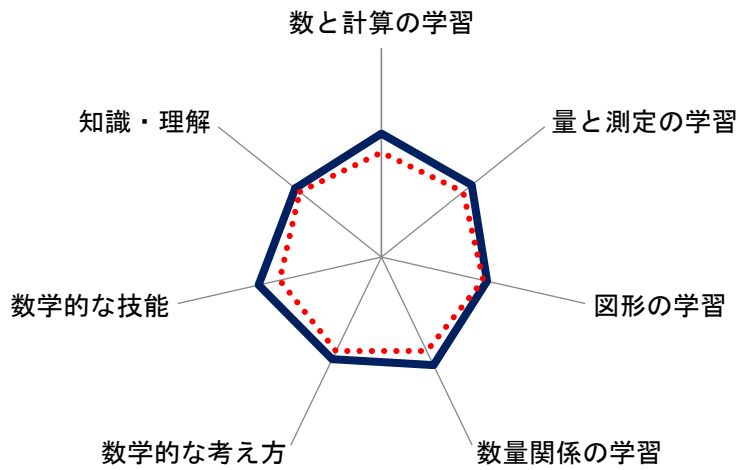 数と計算の学習
知識・理解
量と測定の学習
数学的な技能
図形の学習
数学的な考え方
数量関係の学習